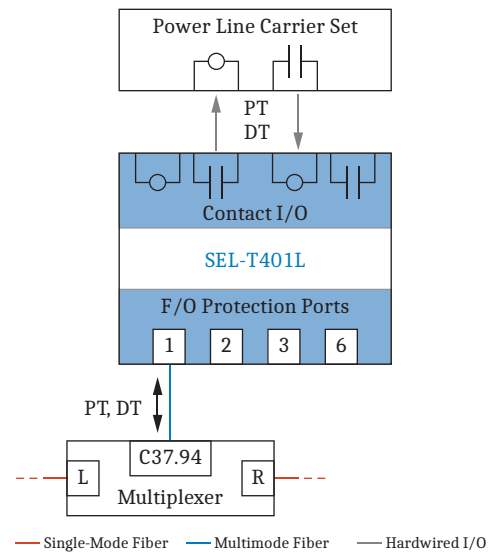 Power Line Carrier Set
PT
DT
Contact I/O
SEL-T401L
F/O Protection Ports
1 2 3 6
PT, DT
C37.94
L R
Multiplexer
Single-Mode Fiber Multimode Fiber Hardwired I/O